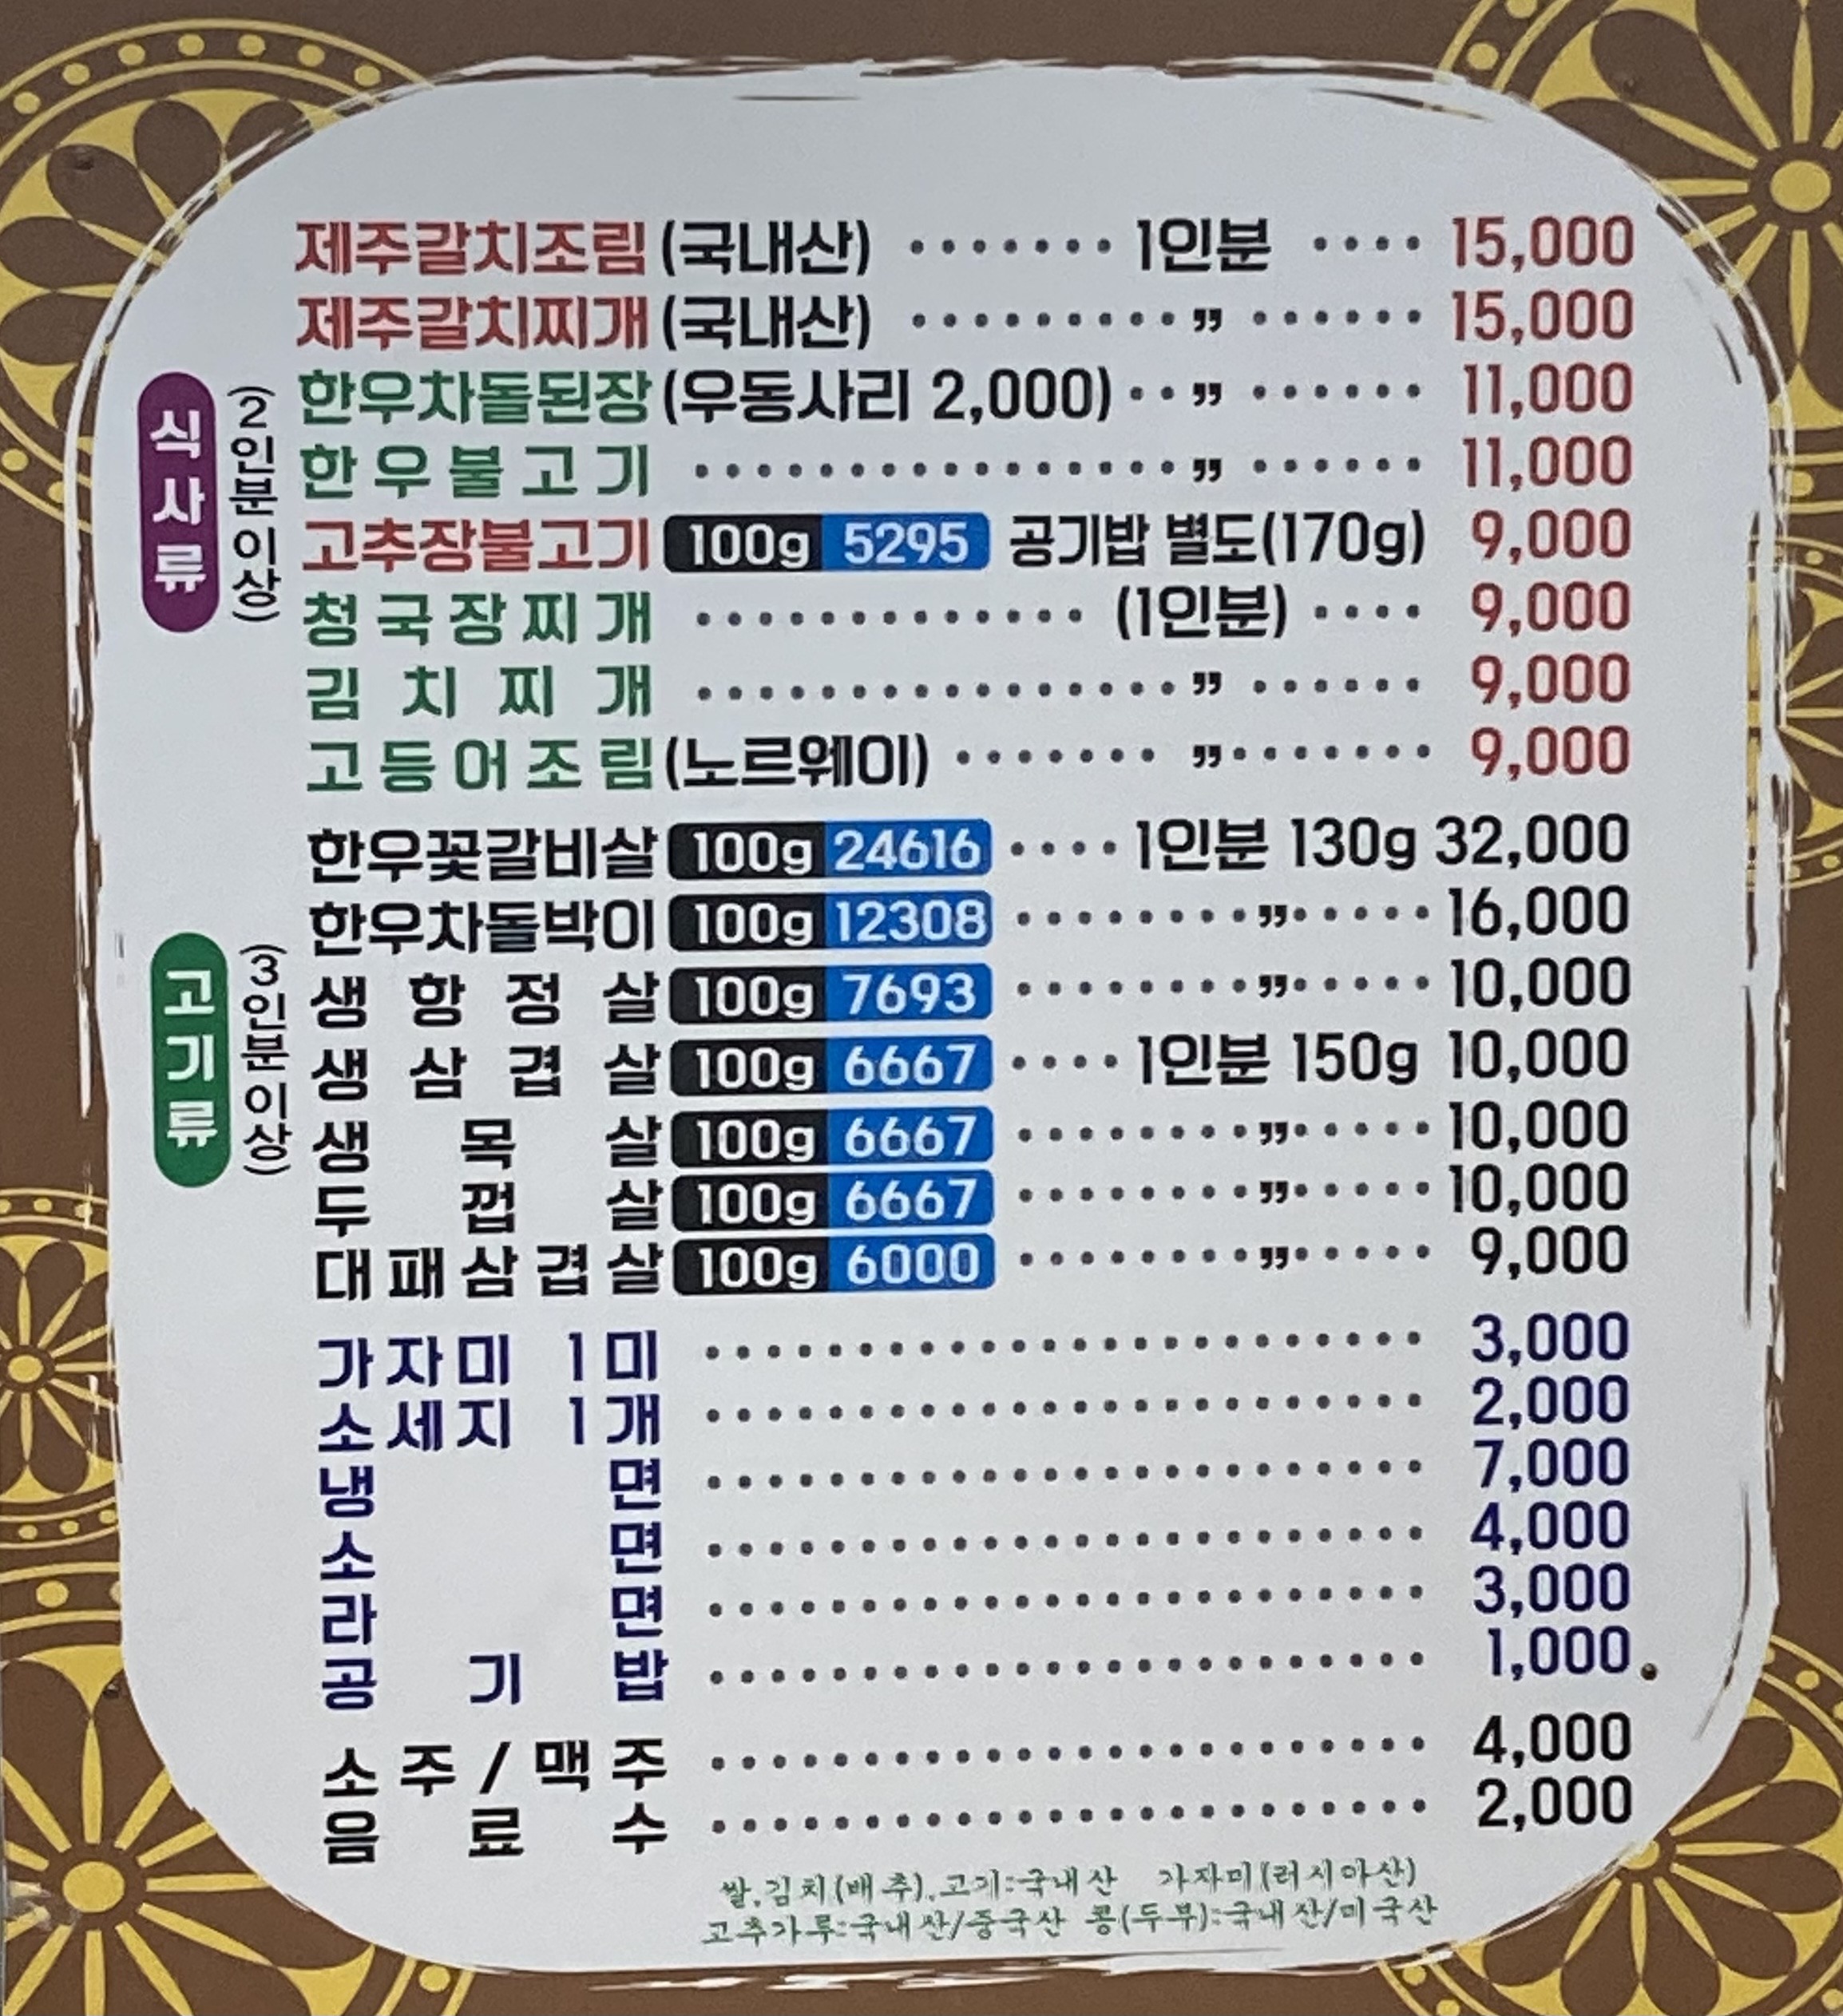 제주갈치조림(국내산) ······· 1인분 ···· 15,000
제주갈치찌개(국내산) ·········· ” ······ 15,000
한우차돌된장(우동사리 2,000)·· ” ······ 11,000
한우불고기 ················ ” ······ 11,000
고추장불고기 100g 5295 공기밥 별도(170g) 9,000
청국장찌개 ············· (1인분) ···· 9,000
김치찌개 ················ ” ······ 9,000
고등어조림(노르웨이) ······· ” ······· 9,000
식사류
(2인분이상)
한우꽃갈비살 100g 24616 ···· 1인분 130g 32,000
한우차돌박이 100g 12308 ········ ” ····· 16,000
생항정살 100g 7693 ········ ” ····· 10,000
생삼겹살 100g 6667 ···· 1인분 150g 10,000
생목살 100g 6667 ········ ” ····· 10,000
두껍살 100g 6667 ········ ” ····· 10,000
대패삼겹살 100g 6000 ········ ” ····· 9,000
고기류
(3인분이상)
가자미 1미 ························ 3,000
소세지 1개 ························ 2,000
냉면 ························ 7,000
소면 ························ 4,000
라면 ························ 3,000
공기밥 ························ 1,000
소주/맥주 ························ 4,000
음료수 ························ 2,000
쌀,김치(배추),고기:국내산 가자미(러시아산)
고추가루:국내산/중국산 콩(두부):국내산/미국산